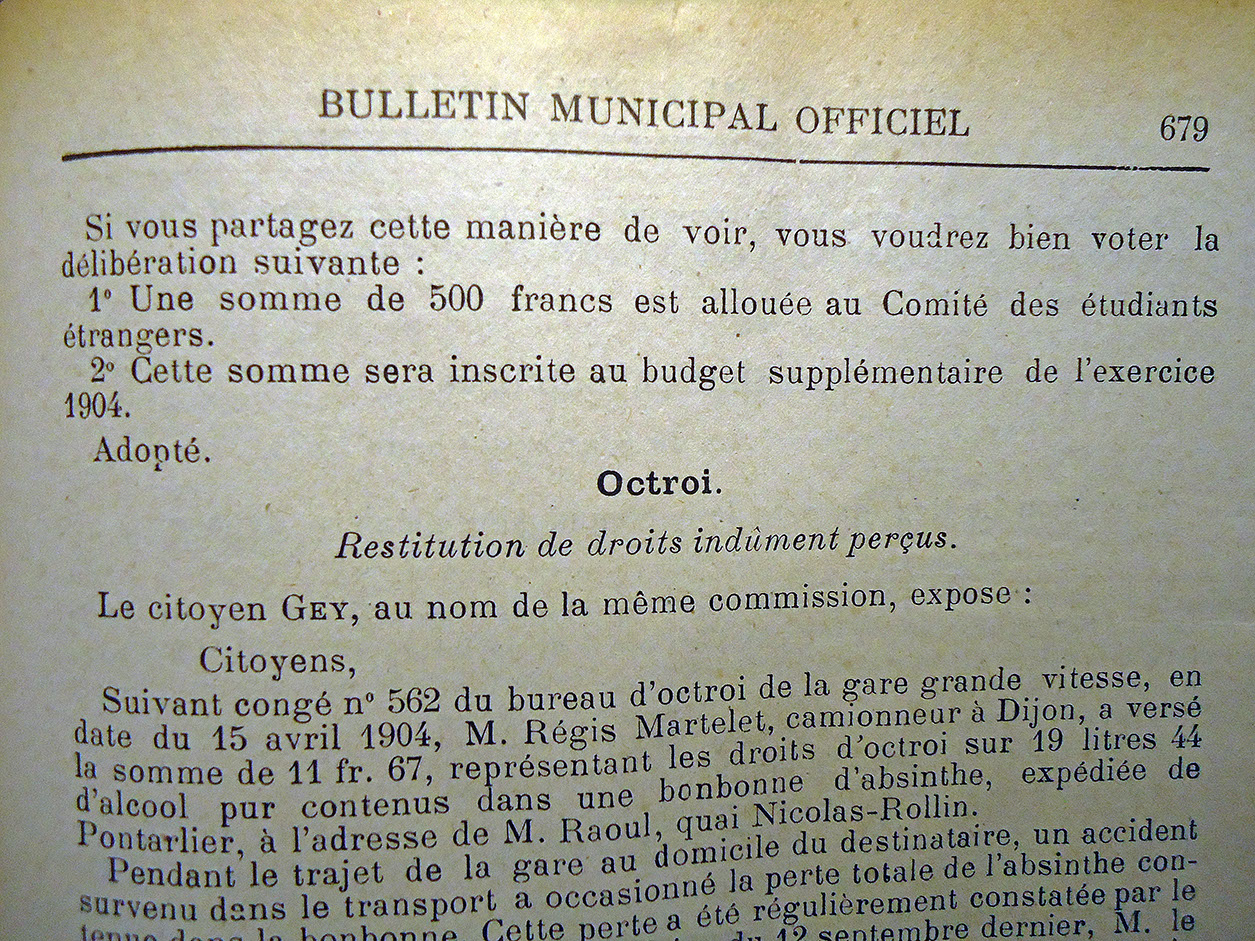 BULLETIN MUNICIPAL OFFICIEL 679
Si vous partagez cette manière de voir, vous voudrez bien voter la
délibération suivante :
1° Une somme de 500 francs est allouée au Comité des étudiants
étrangers.
2° Cette somme sera inscrite au budget supplémentaire de l'exercice
1904.
Adopté.
Octroi.
Restitution de droits indûment perçus.
Le citoyen GEY, au nom de la même commission, expose :
Citoyens,
Suivant congé n° 562 du bureau d'octroi de la gare grande vitesse, en
date du 15 avril 1904, M. Régis Martelet, camionneur à Dijon, a versé
la somme de 11 fr. 67, représentant les droits d'octroi sur 19 litres 44
d'alcool pur contenus dans une bonbonne d'absinthe, expédiée de
Pontarlier, à l'adresse de M. Raoul, quai Nicolas-Rollin.
Pendant le trajet de la gare au domicile du destinataire, un accident
survenu dans le transport a occasionné la perte totale de l'absinthe con-
tenue dans la bonbonne. Cette perte a été régulièrement constatée par le
du 12 septembre dernier, M. le